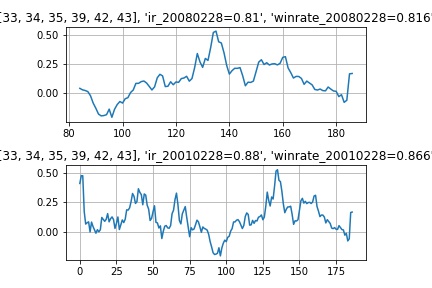 [33, 34, 35, 39, 42, 43], 'ir_20080228=0.81', 'winrate_20080228=0.816'
0.50
0.25
0.00
80 100 120 140 160 180
[33, 34, 35, 39, 42, 43], 'ir_20010228=0.88', 'winrate_20010228=0.866'
0.50
0.25
0.00
0 25 50 75 100 125 150 175